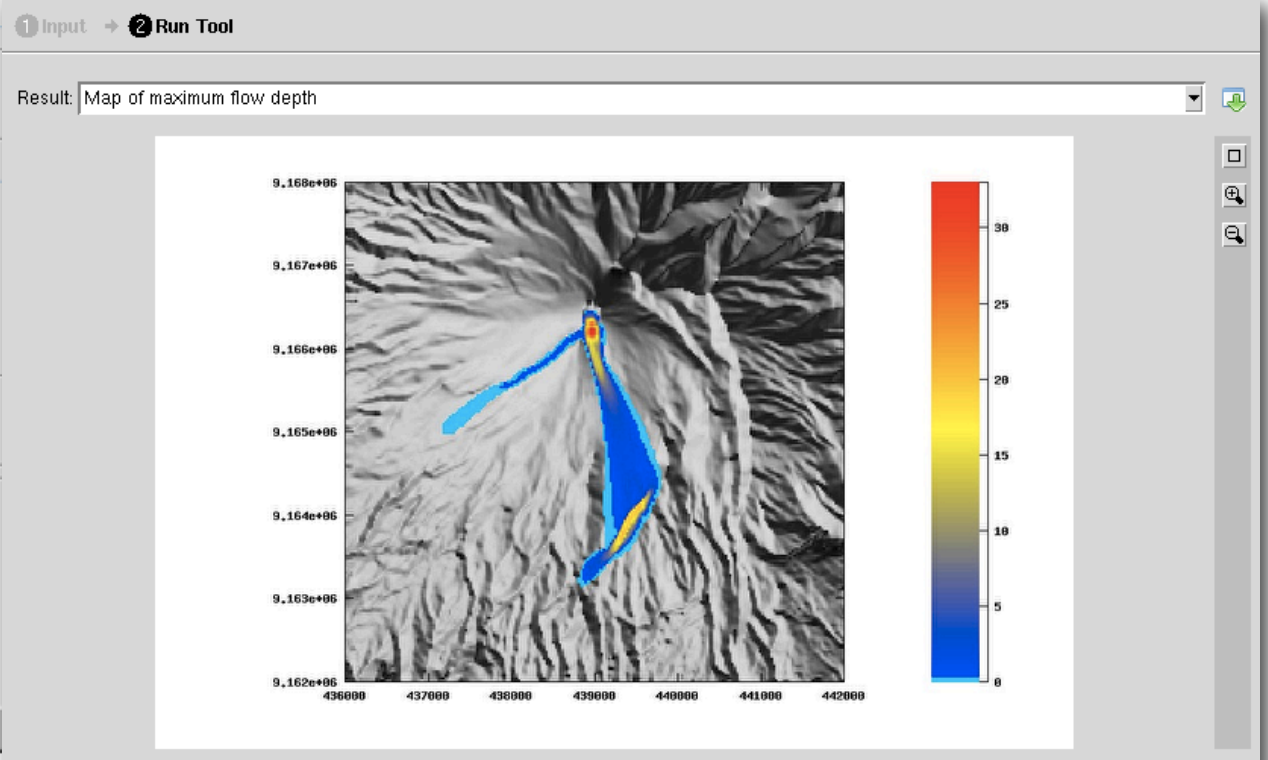 1 Input → 2 Run Tool
Result: Map of maximum flow depth
9.168e+06
9.167e+06
9.166e+06
9.165e+06
9.164e+06
9.163e+06
9.162e+06
436000 437000 438000 439000 440000 441000 442000
30
25
20
15
10
5
0